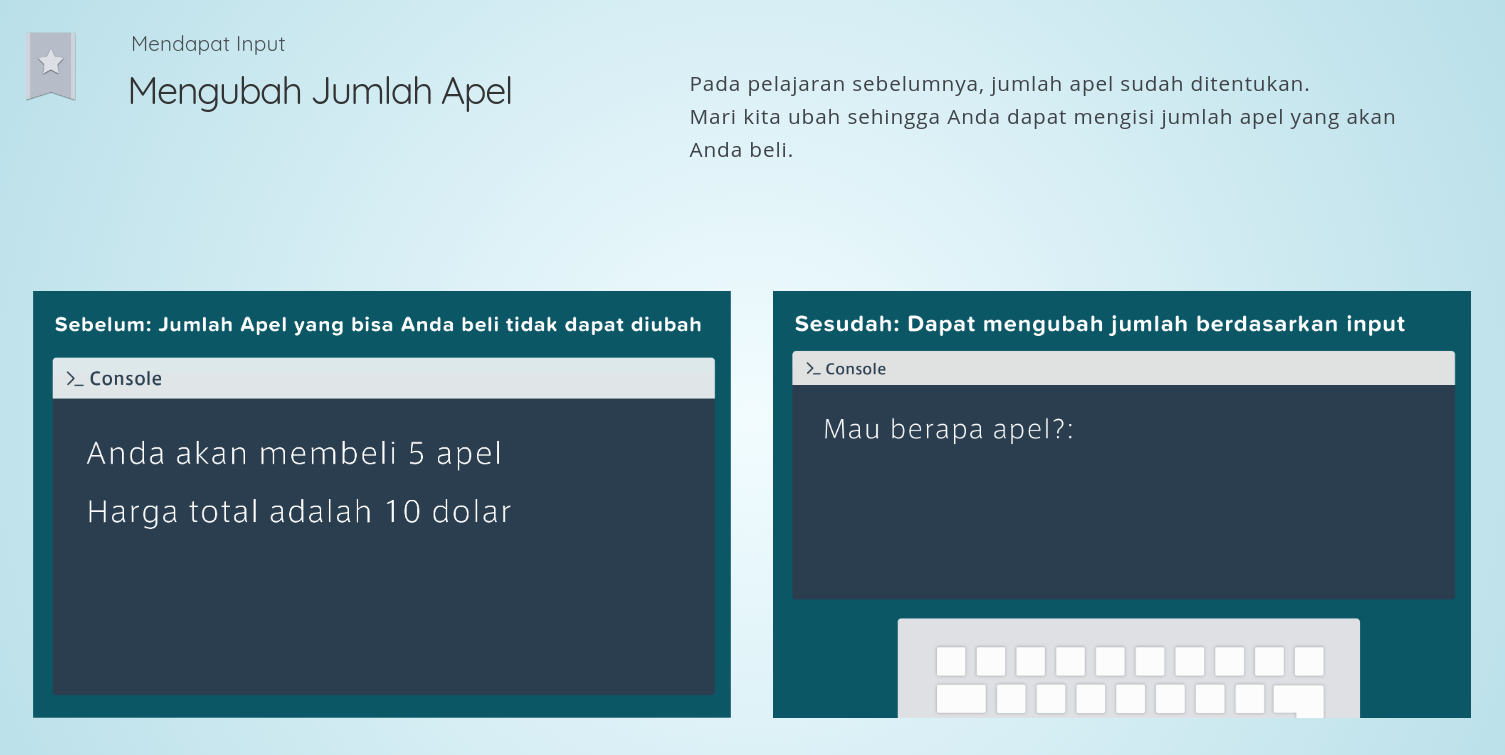 Mendapat Input
Mengubah Jumlah Apel
Pada pelajaran sebelumnya, jumlah apel sudah ditentukan.
Mari kita ubah sehingga Anda dapat mengisi jumlah apel yang akan
Anda beli.
Sebelum: Jumlah Apel yang bisa Anda beli tidak dapat diubah
>_ Console
Anda akan membeli 5 apel
Harga total adalah 10 dolar
Sesudah: Dapat mengubah jumlah berdasarkan input
>_ Console
Mau berapa apel?: